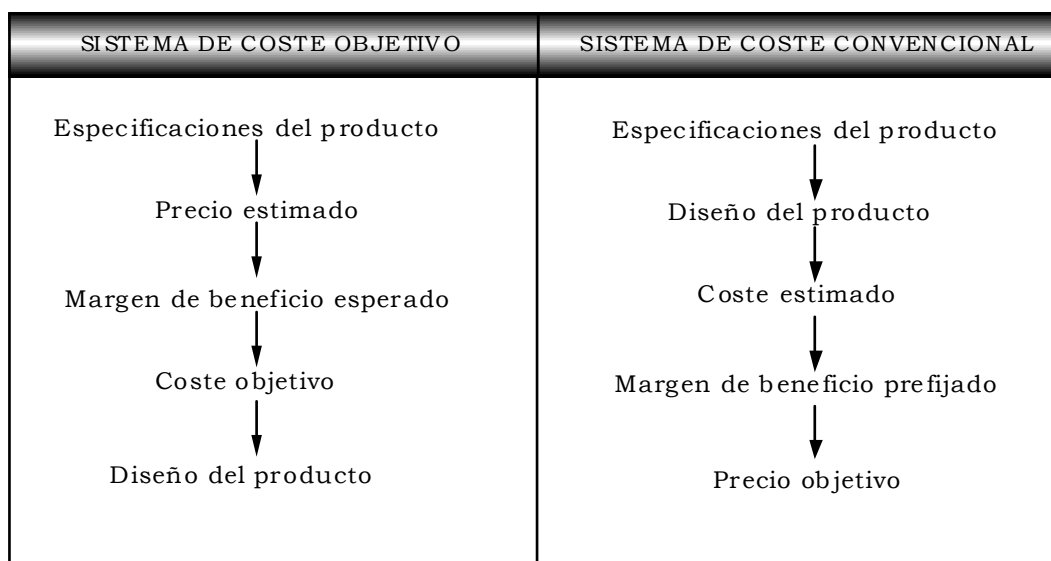 SISTEMA DE COSTE OBJETIVO
Especificaciones del producto
Precio estimado
Margen de beneficio esperado
Coste objetivo
Diseño del producto
SISTEMA DE COSTE CONVENCIONAL
Especificaciones del producto
Diseño del producto
Coste estimado
Margen de beneficio prefijado
Precio objetivo